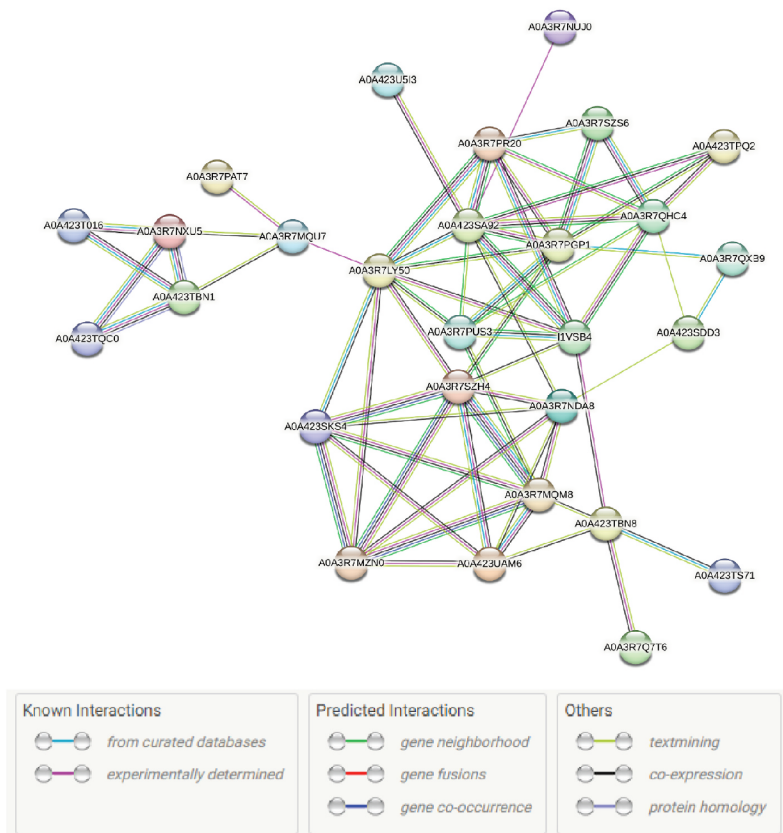 A0A3R7NUJ0
A0A423U5I3
A0A3R7SZS6
A0A3R7PR20
A0A423TPQ2
A0A3R7PAT7
A0A423T016
A0A3R7NXU5
A0A3R7MQU7
A0A423SA92
A0A3R7QHC4
A0A3R7PGP1
A0A3R7QXB9
A0A3R7LY50
A0A423TBN1
A0A423TQC0
A0A3R7PUS3
I1VSB4
A0A423SDD3
A0A3R7SZH4
A0A3R7NDA8
A0A423SKS4
A0A3R7MQM8
A0A423TBN8
A0A3R7MZN0
A0A423UAM6
A0A423TS71
A0A3R7Q7T6
Known Interactions
from curated databases
experimentally determined
Predicted Interactions
gene neighborhood
gene fusions
gene co-occurrence
Others
textmining
co-expression
protein homology